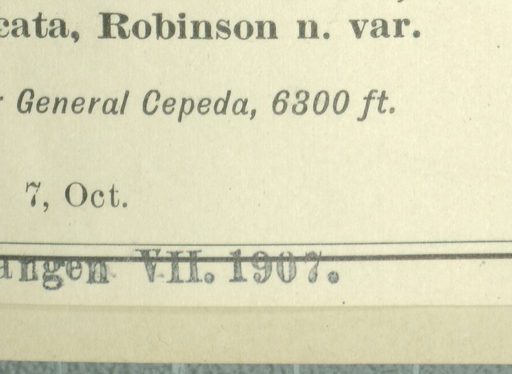 cata, Robinson n. var.
General Cepeda, 6300 ft.
7, Oct.
angen VII. 1907.